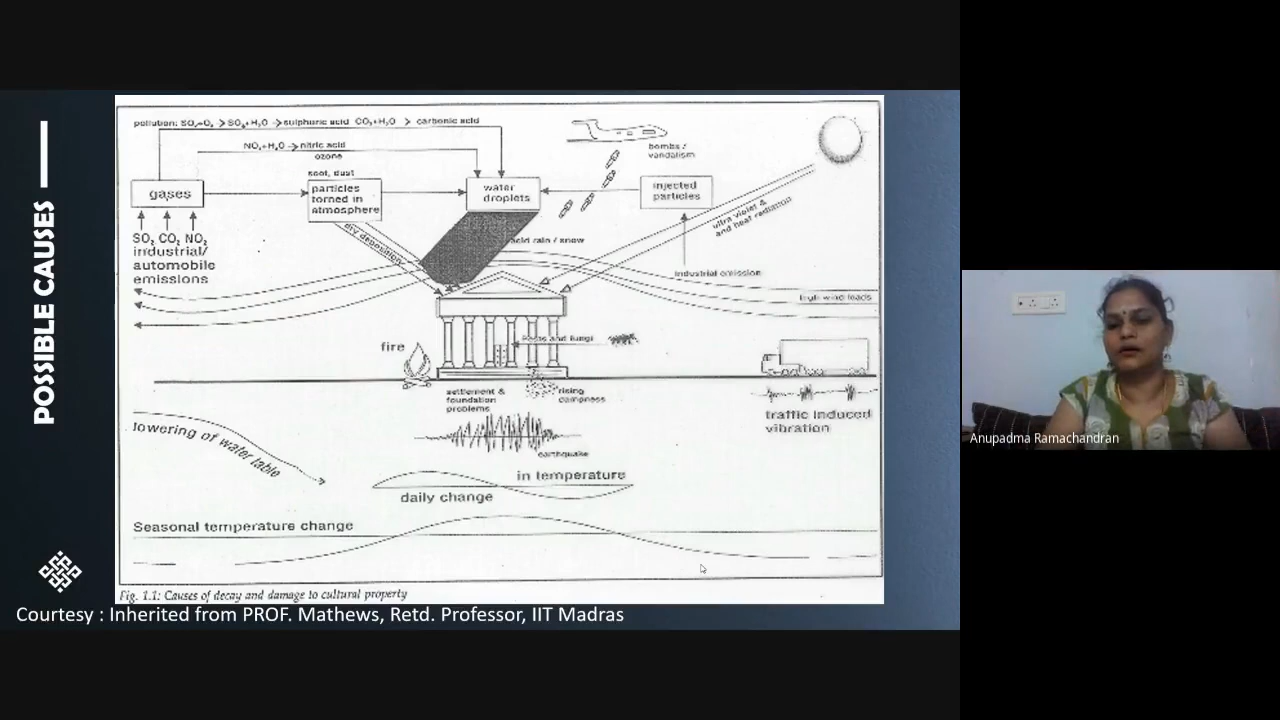 POSSIBLE CAUSES
pollution: SO₂+O₂ > SO₃+H₂O → sulphuric acid CO₂+H₂O > carbonic acid
NOₓ+H₂O → nitric acid
ozone
soot, dust
gases
particles
formed in
atmosphere
water
droplets
injected
particles
bombs /
vandalism
ultra violet &
and heat radiation
SO₂ CO₂ NO₂
industrial/
automobile
emissions
dry deposition
acid rain / snow
industrial emission
high wind loads
fire
Pests and fungi
settlement &
foundation
problems
rising
dampness
traffic induced
vibration
lowering of water table
earthquake
in temperature
daily change
Seasonal temperature change
Fig. 1.1: Causes of decay and damage to cultural property
Courtesy : Inherited from PROF. Mathews, Retd. Professor, IIT Madras
Anupadma Ramachandran